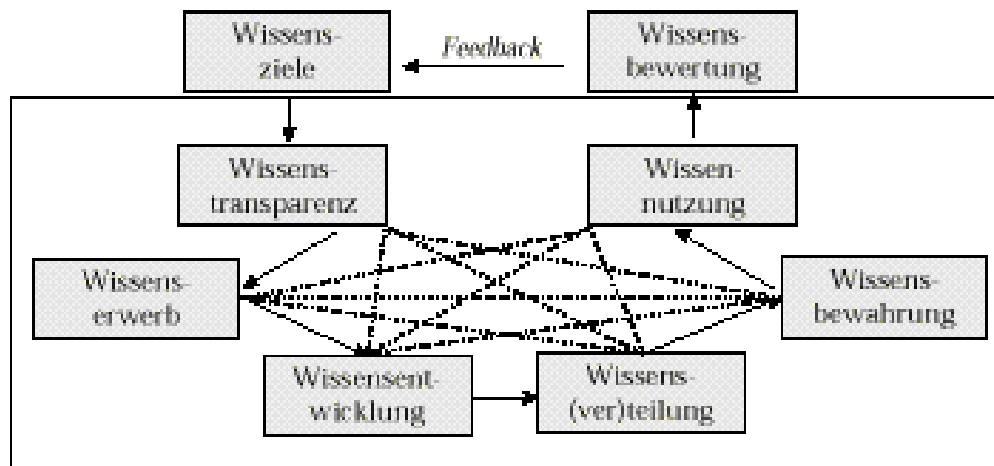 Wissens-
ziele
Feedback
Wissens-
bewertung
Wissens-
transparenz
Wissen-
nutzung
Wissens-
erwerb
Wissens-
bewahrung
Wissensent-
wicklung
Wissens-
(ver)teilung